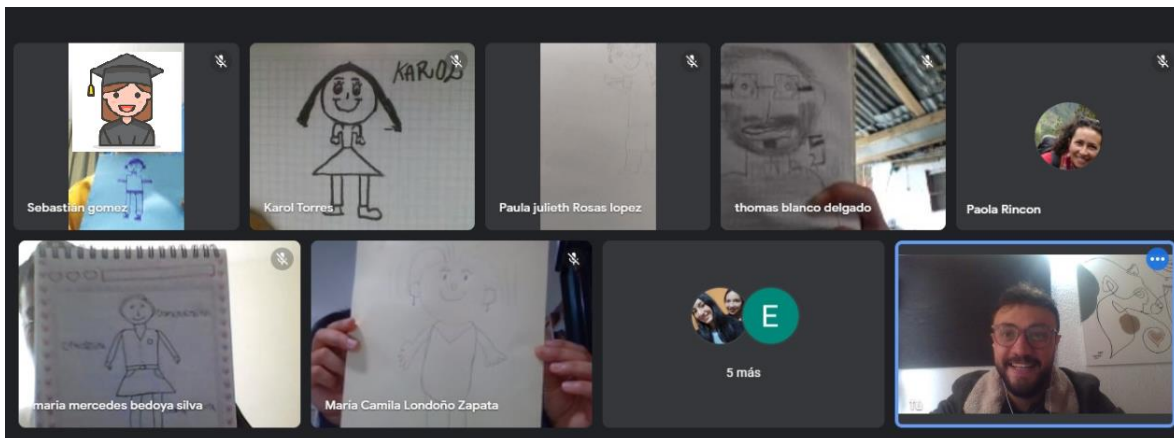 KAROL
Sebastian gomez
Karol Torres
Paula julieth Rosas lopez
thomas blanco delgado
Paola Rincon
maria mercedes bedoya silva
María Camila Londoño Zapata
E
5 más
Tú